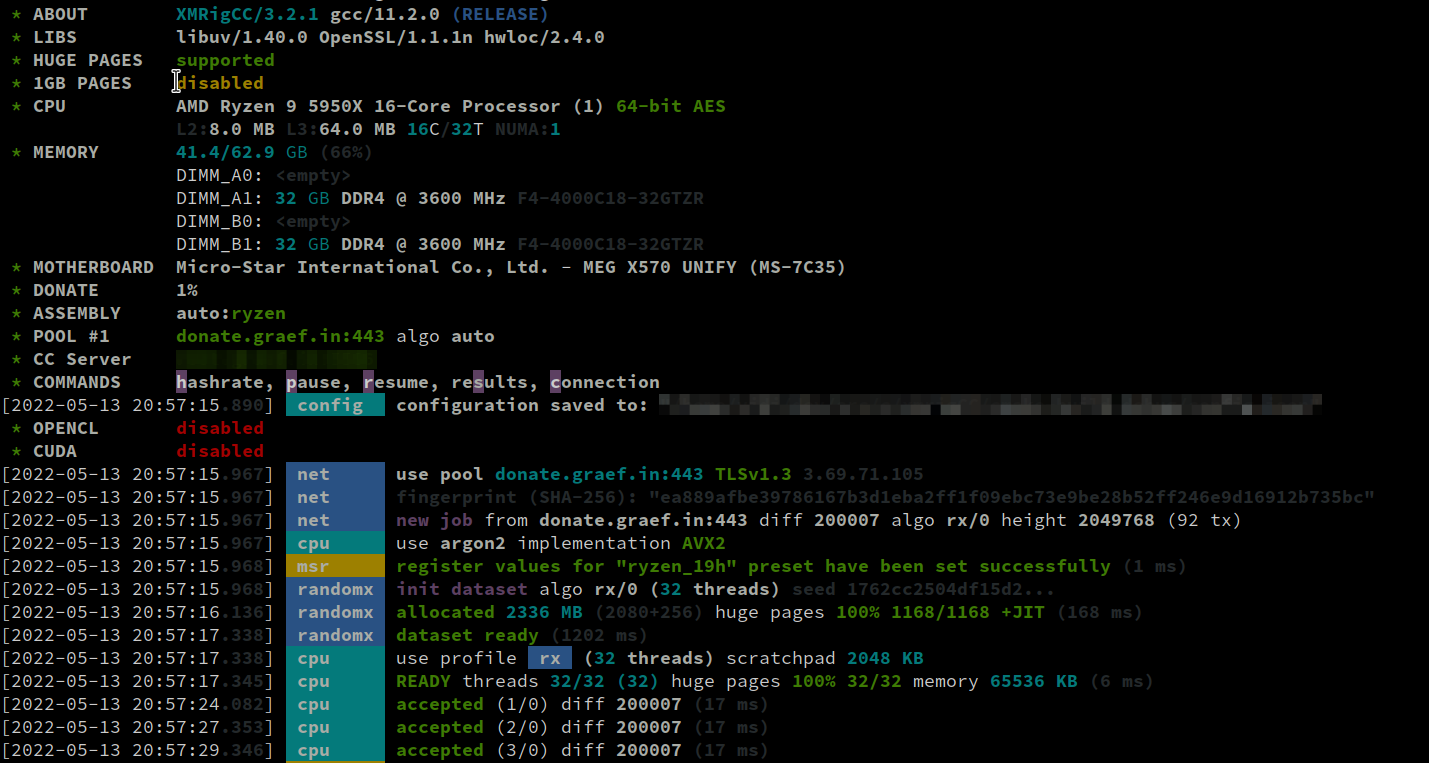 * ABOUT XMRigCC/3.2.1 gcc/11.2.0 (RELEASE)
* LIBS libuv/1.40.0 OpenSSL/1.1.1n hwloc/2.4.0
* HUGE PAGES supported
* 1GB PAGES disabled
* CPU AMD Ryzen 9 5950X 16-Core Processor (1) 64-bit AES
L2:8.0 MB L3:64.0 MB 16C/32T NUMA:1
* MEMORY 41.4/62.9 GB (66%)
DIMM_A0: <empty>
DIMM_A1: 32 GB DDR4 @ 3600 MHz F4-4000C18-32GTZR
DIMM_B0: <empty>
DIMM_B1: 32 GB DDR4 @ 3600 MHz F4-4000C18-32GTZR
* MOTHERBOARD Micro-Star International Co., Ltd. - MEG X570 UNIFY (MS-7C35)
* DONATE 1%
* ASSEMBLY auto:ryzen
* POOL #1 donate.graef.in:443 algo auto
* CC Server
* COMMANDS hashrate, pause, resume, results, connection
[2022-05-13 20:57:15.890] config configuration saved to:
* OPENCL disabled
* CUDA disabled
[2022-05-13 20:57:15.967] net use pool donate.graef.in:443 TLSv1.3 3.69.71.105
[2022-05-13 20:57:15.967] net fingerprint (SHA-256): "ea889afbe39786167b3d1eba2ff1f09ebc73e9be28b52ff246e9d16912b735bc"
[2022-05-13 20:57:15.967] net new job from donate.graef.in:443 diff 200007 algo rx/0 height 2049768 (92 tx)
[2022-05-13 20:57:15.967] cpu use argon2 implementation AVX2
[2022-05-13 20:57:15.968] msr register values for "ryzen_19h" preset have been set successfully (1 ms)
[2022-05-13 20:57:15.968] randomx init dataset algo rx/0 (32 threads) seed 1762cc2504df15d2...
[2022-05-13 20:57:16.136] randomx allocated 2336 MB (2080+256) huge pages 100% 1168/1168 +JIT (168 ms)
[2022-05-13 20:57:17.338] randomx dataset ready (1202 ms)
[2022-05-13 20:57:17.338] cpu use profile rx (32 threads) scratchpad 2048 KB
[2022-05-13 20:57:17.345] cpu READY threads 32/32 (32) huge pages 100% 32/32 memory 65536 KB (6 ms)
[2022-05-13 20:57:24.082] cpu accepted (1/0) diff 200007 (17 ms)
[2022-05-13 20:57:27.353] cpu accepted (2/0) diff 200007 (17 ms)
[2022-05-13 20:57:29.346] cpu accepted (3/0) diff 200007 (17 ms)